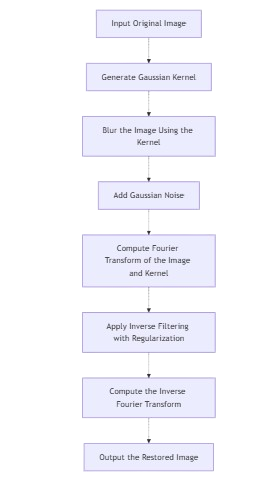 Input Original Image
Generate Gaussian Kernel
Blur the Image Using the
Kernel
Add Gaussian Noise
Compute Fourier
Transform of the Image
and Kernel
Apply Inverse Filtering
with Regularization
Compute the Inverse
Fourier Transform
Output the Restored Image